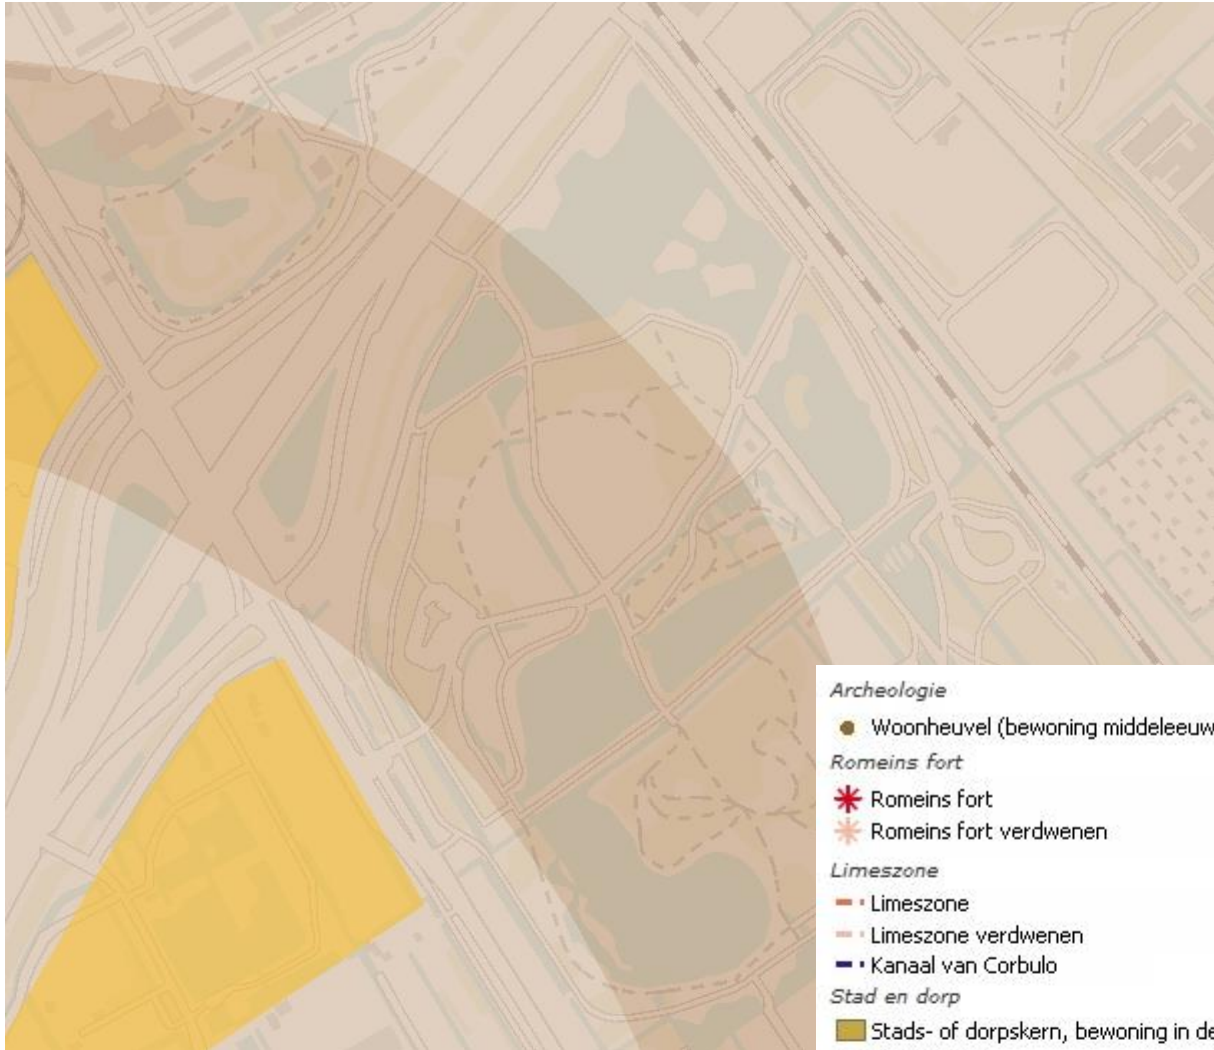 Archeologie
Woonheuvel (bewoning middeleeuw
Romeins fort
Romeins fort
Romeins fort verdwenen
Limeszone
Limeszone
Limeszone verdwenen
Kanaal van Corbulo
Stad en dorp
Stads- of dorpskern, bewoning in de